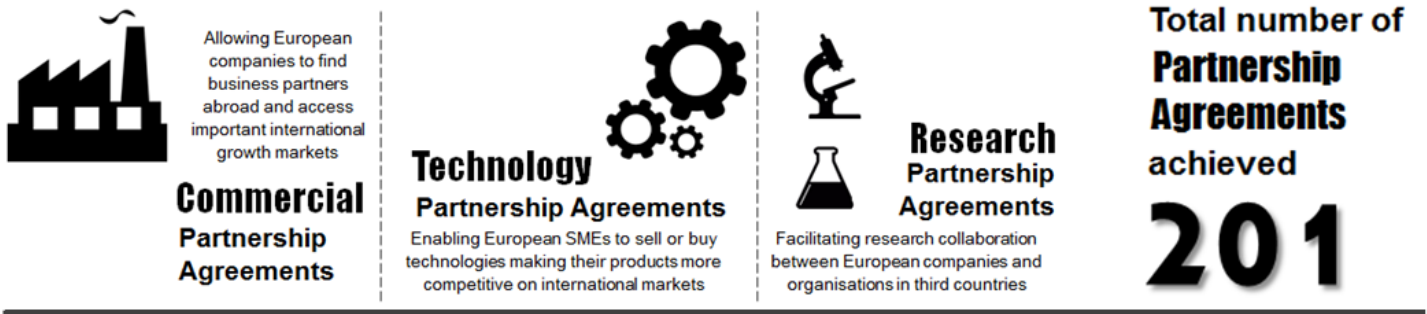 Allowing European
companies to find
business partners
abroad and access
important international
growth markets
Commercial
Partnership
Agreements
Technology
Partnership Agreements
Enabling European SMEs to sell or buy
technologies making their products more
competitive on international markets
Research
Partnership
Agreements
Facilitating research collaboration
between European companies and
organisations in third countries
Total number of
Partnership
Agreements
achieved
201